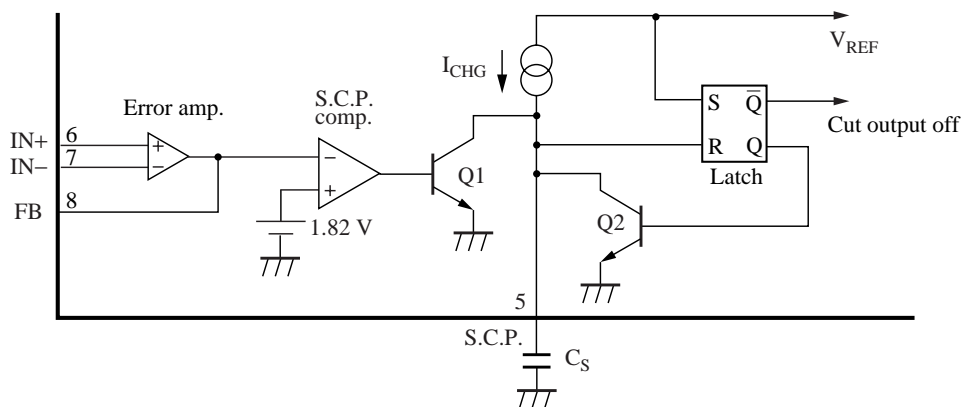 V_REF
I_CHG
S.C.P.
comp.
Error amp.
S Q̅
Cut output off
IN+ 6
+
−
IN− 7
−
+
R Q
Q1
Latch
FB 8
1.82 V
Q2
5
S.C.P.
C_S